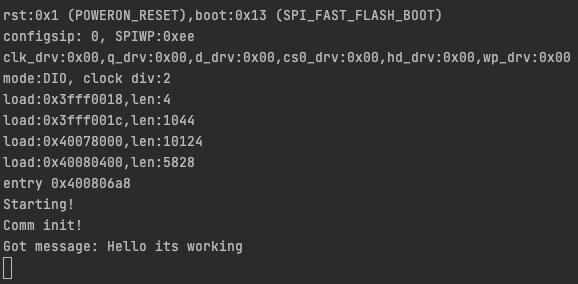 rst:0x1 (POWERON_RESET),boot:0x13 (SPI_FAST_FLASH_BOOT)
configsip: 0, SPIWP:0xee
clk_drv:0x00,q_drv:0x00,d_drv:0x00,cs0_drv:0x00,hd_drv:0x00,wp_drv:0x00
mode:DIO, clock div:2
load:0x3fff0018,len:4
load:0x3fff001c,len:1044
load:0x40078000,len:10124
load:0x40080400,len:5828
entry 0x400806a8
Starting!
Comm init!
Got message: Hello its working